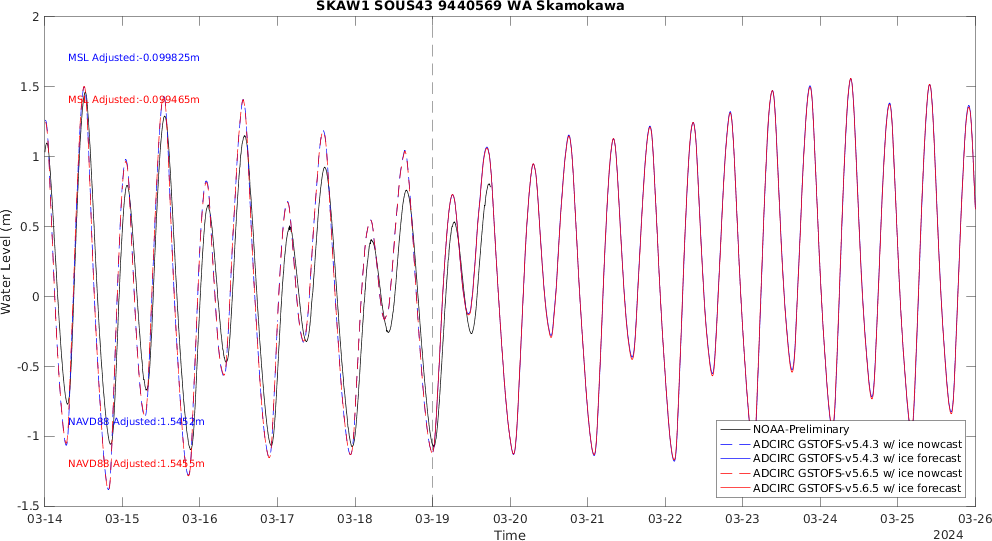 SKAW1 SOUS43 9440569 WA Skamokawa
2
1.5
1
0.5
0
-0.5
-1
-1.5
Water Level (m)
MSL Adjusted:-0.099825m
MSL Adjusted:-0.099465m
NAVD88 Adjusted:1.5452m
NAVD88 Adjusted:1.5455m
NOAA-Preliminary
ADCIRC GSTOFS-v5.4.3 w/ ice nowcast
ADCIRC GSTOFS-v5.4.3 w/ ice forecast
ADCIRC GSTOFS-v5.6.5 w/ ice nowcast
ADCIRC GSTOFS-v5.6.5 w/ ice forecast
03-14 03-15 03-16 03-17 03-18 03-19 03-20 03-21 03-22 03-23 03-24 03-25 03-26
Time
2024